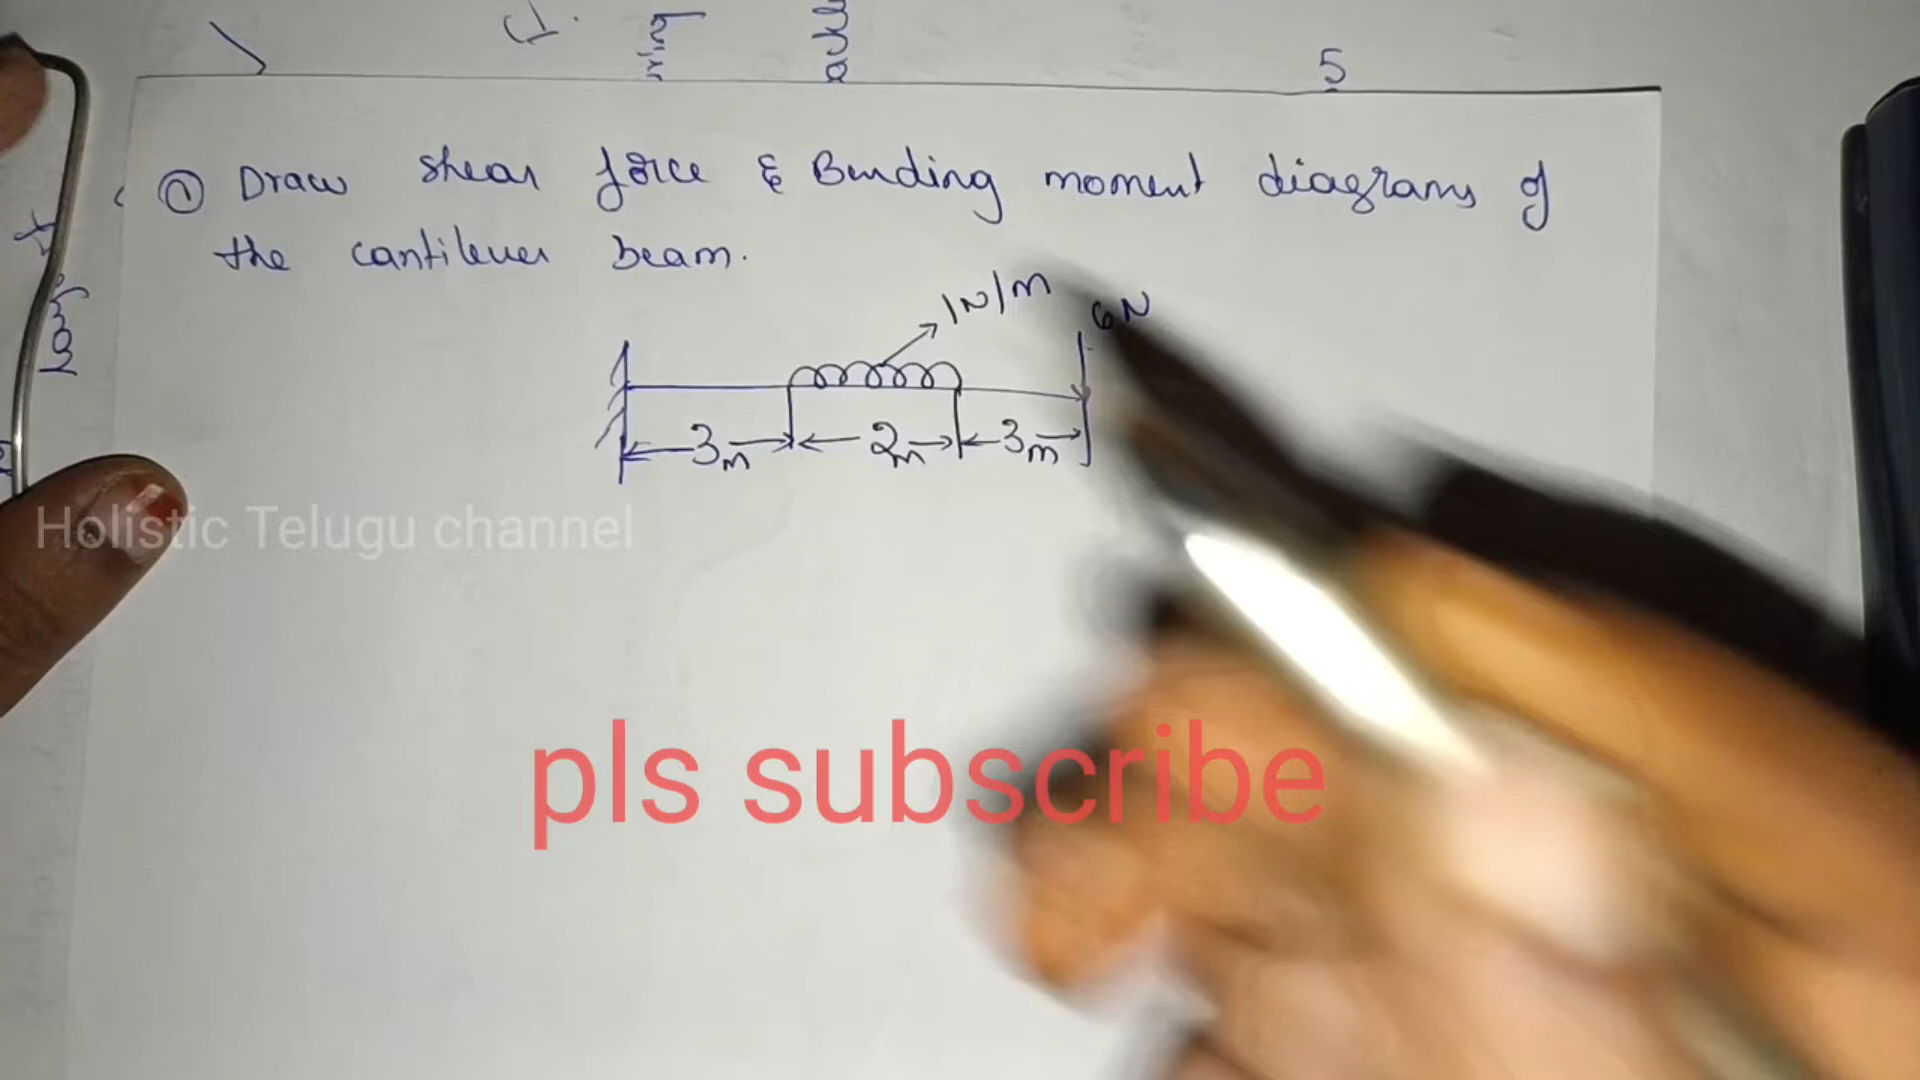 5
① Draw shear force & Bending moment diagrams of
the cantilever beam.
1N/m
6N
3m 2m 3m
Holistic Telugu channel
pls subscribe